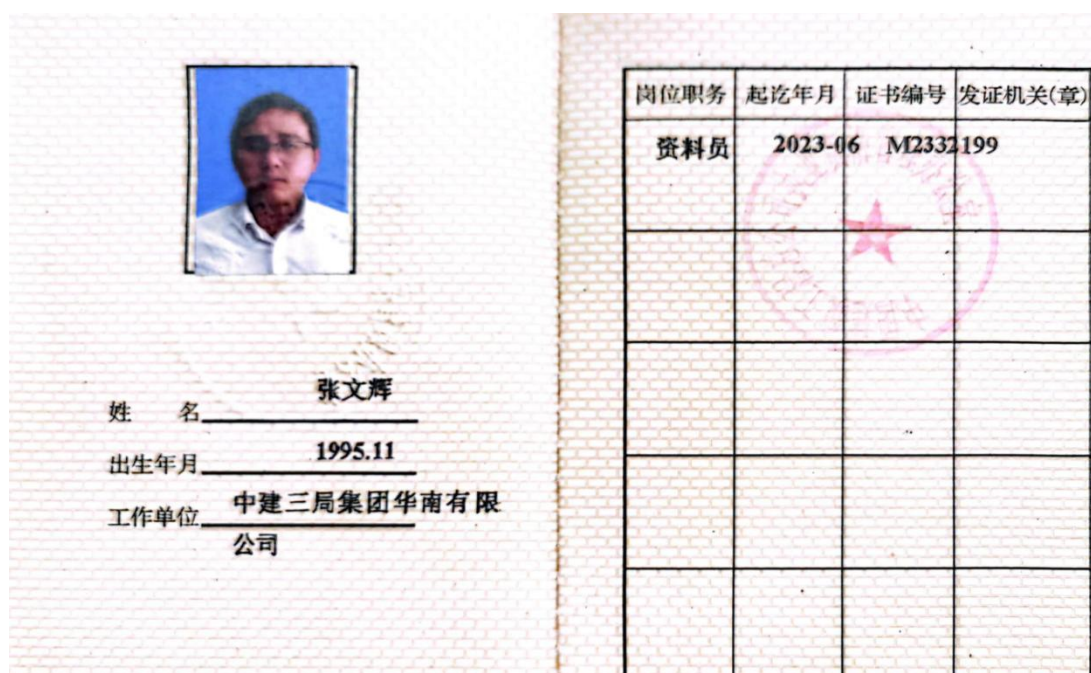 张文辉
姓 名
1995.11
出生年月
中建三局集团华南有限
工作单位
公司
岗位职务 起讫年月 证书编号 发证机关(章)
资料员 2023-06 M2332199